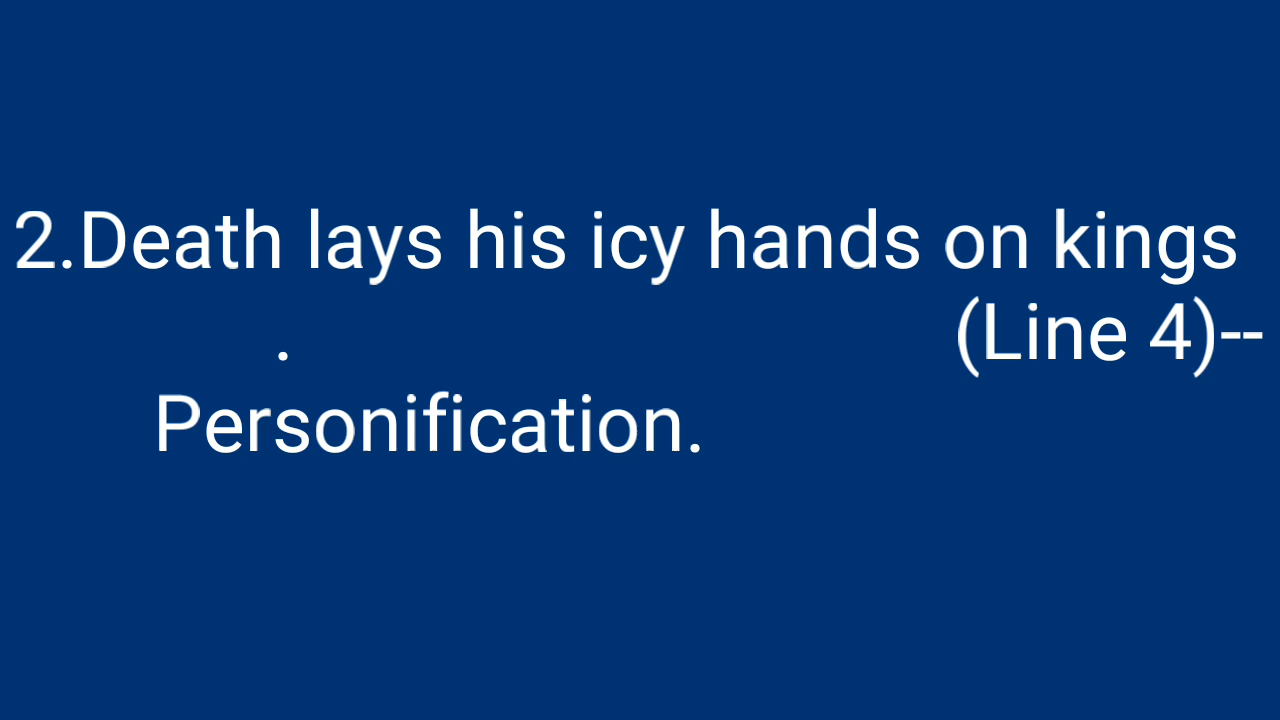 2.Death lays his icy hands on kings
. (Line 4)--
Personification.